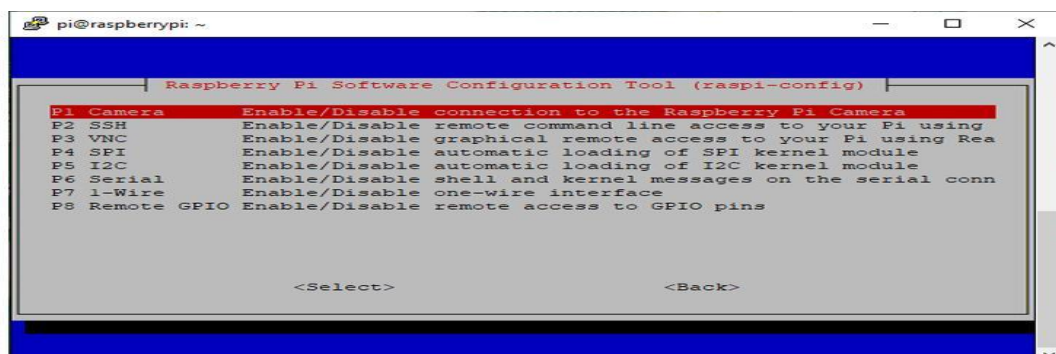 pi@raspberrypi: ~
Raspberry Pi Software Configuration Tool (raspi-config)
P1 Camera Enable/Disable connection to the Raspberry Pi Camera
P2 SSH Enable/Disable remote command line access to your Pi using
P3 VNC Enable/Disable graphical remote access to your Pi using Rea
P4 SPI Enable/Disable automatic loading of SPI kernel module
P5 I2C Enable/Disable automatic loading of I2C kernel module
P6 Serial Enable/Disable shell and kernel messages on the serial conn
P7 1-Wire Enable/Disable one-wire interface
P8 Remote GPIO Enable/Disable remote access to GPIO pins
<Select> <Back>